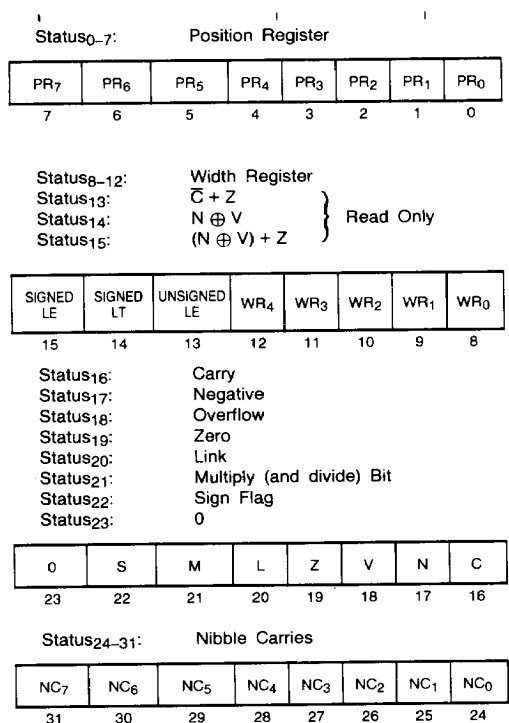 Status0–7: Position Register
PR7 PR6 PR5 PR4 PR3 PR2 PR1 PR0
7 6 5 4 3 2 1 0
Status8–12: Width Register
Status13: C̅ + Z
Status14: N ⊕ V } Read Only
Status15: (N ⊕ V) + Z
SIGNED LE SIGNED LT UNSIGNED LE WR4 WR3 WR2 WR1 WR0
15 14 13 12 11 10 9 8
Status16: Carry
Status17: Negative
Status18: Overflow
Status19: Zero
Status20: Link
Status21: Multiply (and divide) Bit
Status22: Sign Flag
Status23: 0
0 S M L Z V N C
23 22 21 20 19 18 17 16
Status24–31: Nibble Carries
NC7 NC6 NC5 NC4 NC3 NC2 NC1 NC0
31 30 29 28 27 26 25 24